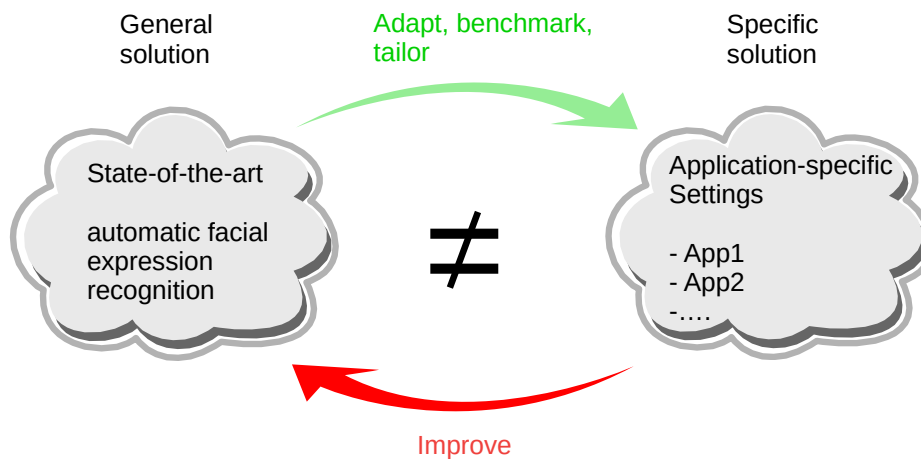 General
solution
Adapt, benchmark,
tailor
Specific
solution
State-of-the-art
automatic facial
expression
recognition
≠
Application-specific
Settings
- App1
- App2
-....
Improve